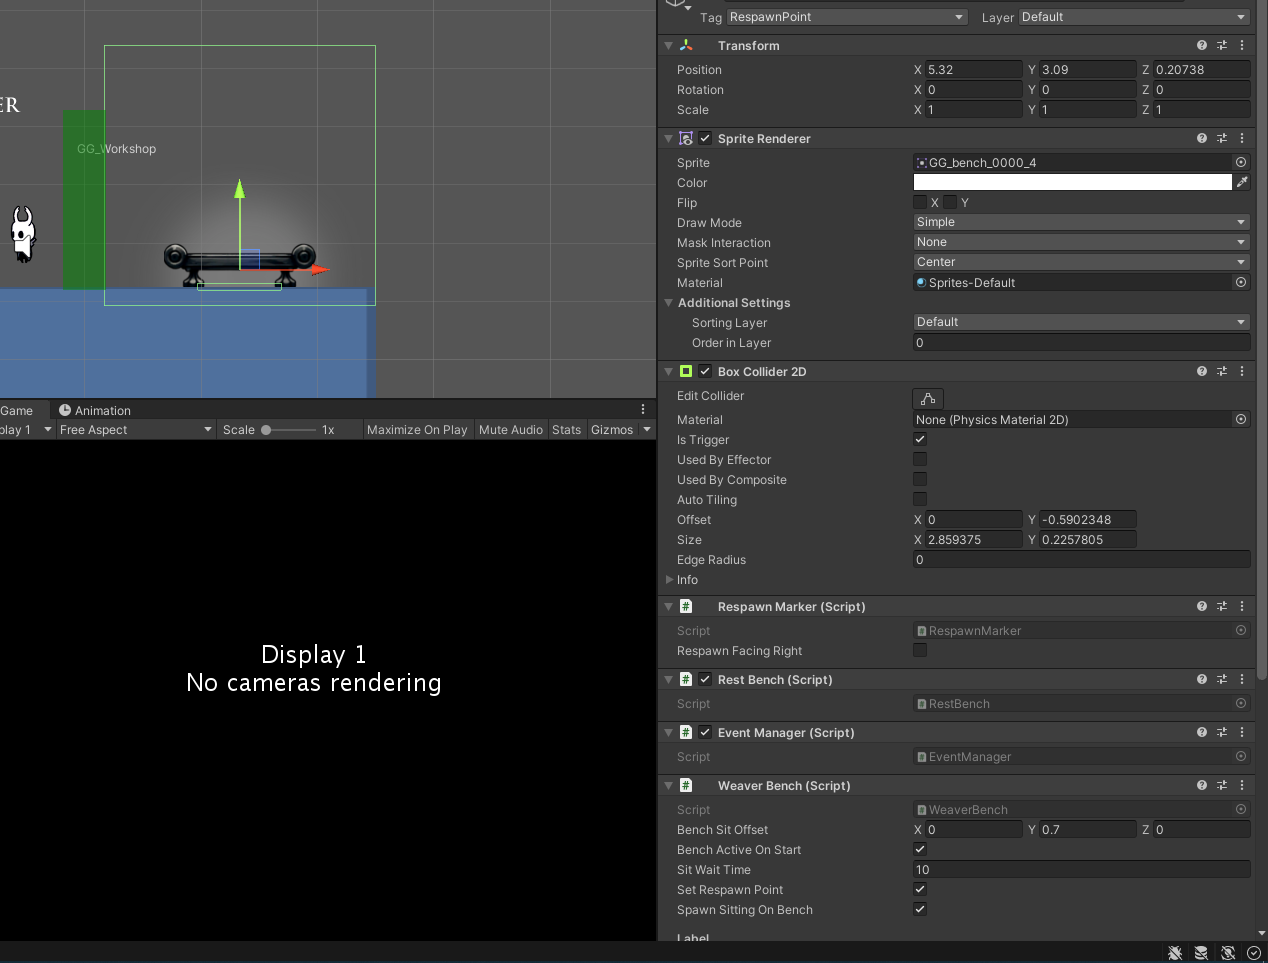 ER
GG_Workshop
Game
Animation
play 1
Free Aspect
Scale
1x
Maximize On Play
Mute Audio
Stats
Gizmos
Display 1
No cameras rendering
Tag RespawnPoint Layer Default
Transform
Position X 5.32 Y 3.09 Z 0.20738
Rotation X 0 Y 0 Z 0
Scale X 1 Y 1 Z 1
Sprite Renderer
Sprite GG_bench_0000_4
Color
Flip X Y
Draw Mode Simple
Mask Interaction None
Sprite Sort Point Center
Material Sprites-Default
Additional Settings
Sorting Layer Default
Order in Layer 0
Box Collider 2D
Edit Collider
Material None (Physics Material 2D)
Is Trigger
Used By Effector
Used By Composite
Auto Tiling
Offset X 0 Y -0.5902348
Size X 2.859375 Y 0.2257805
Edge Radius 0
Info
# Respawn Marker (Script)
Script # RespawnMarker
Respawn Facing Right
# Rest Bench (Script)
Script # RestBench
# Event Manager (Script)
Script # EventManager
# Weaver Bench (Script)
Script # WeaverBench
Bench Sit Offset X 0 Y 0.7 Z 0
Bench Active On Start
Sit Wait Time 10
Set Respawn Point
Spawn Sitting On Bench
Label